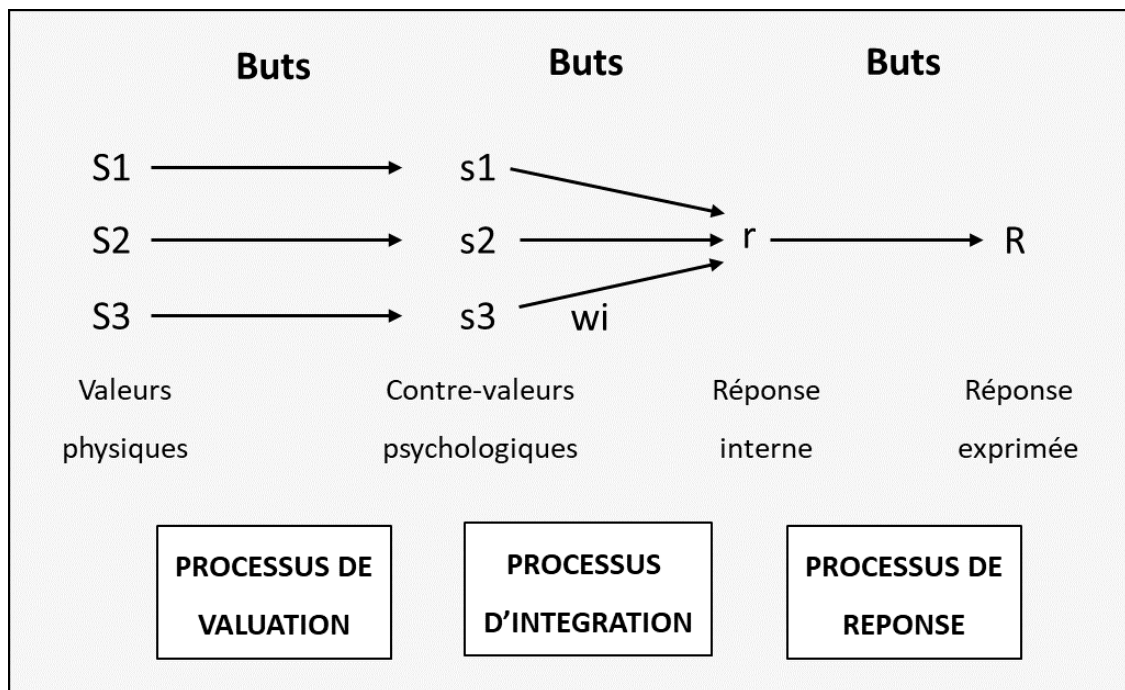 Buts Buts Buts
S1 s1
S2 s2 r R
S3 s3 wi
Valeurs Contre-valeurs Réponse Réponse
physiques psychologiques interne exprimée
PROCESSUS DE PROCESSUS PROCESSUS DE
VALUATION D’INTEGRATION REPONSE